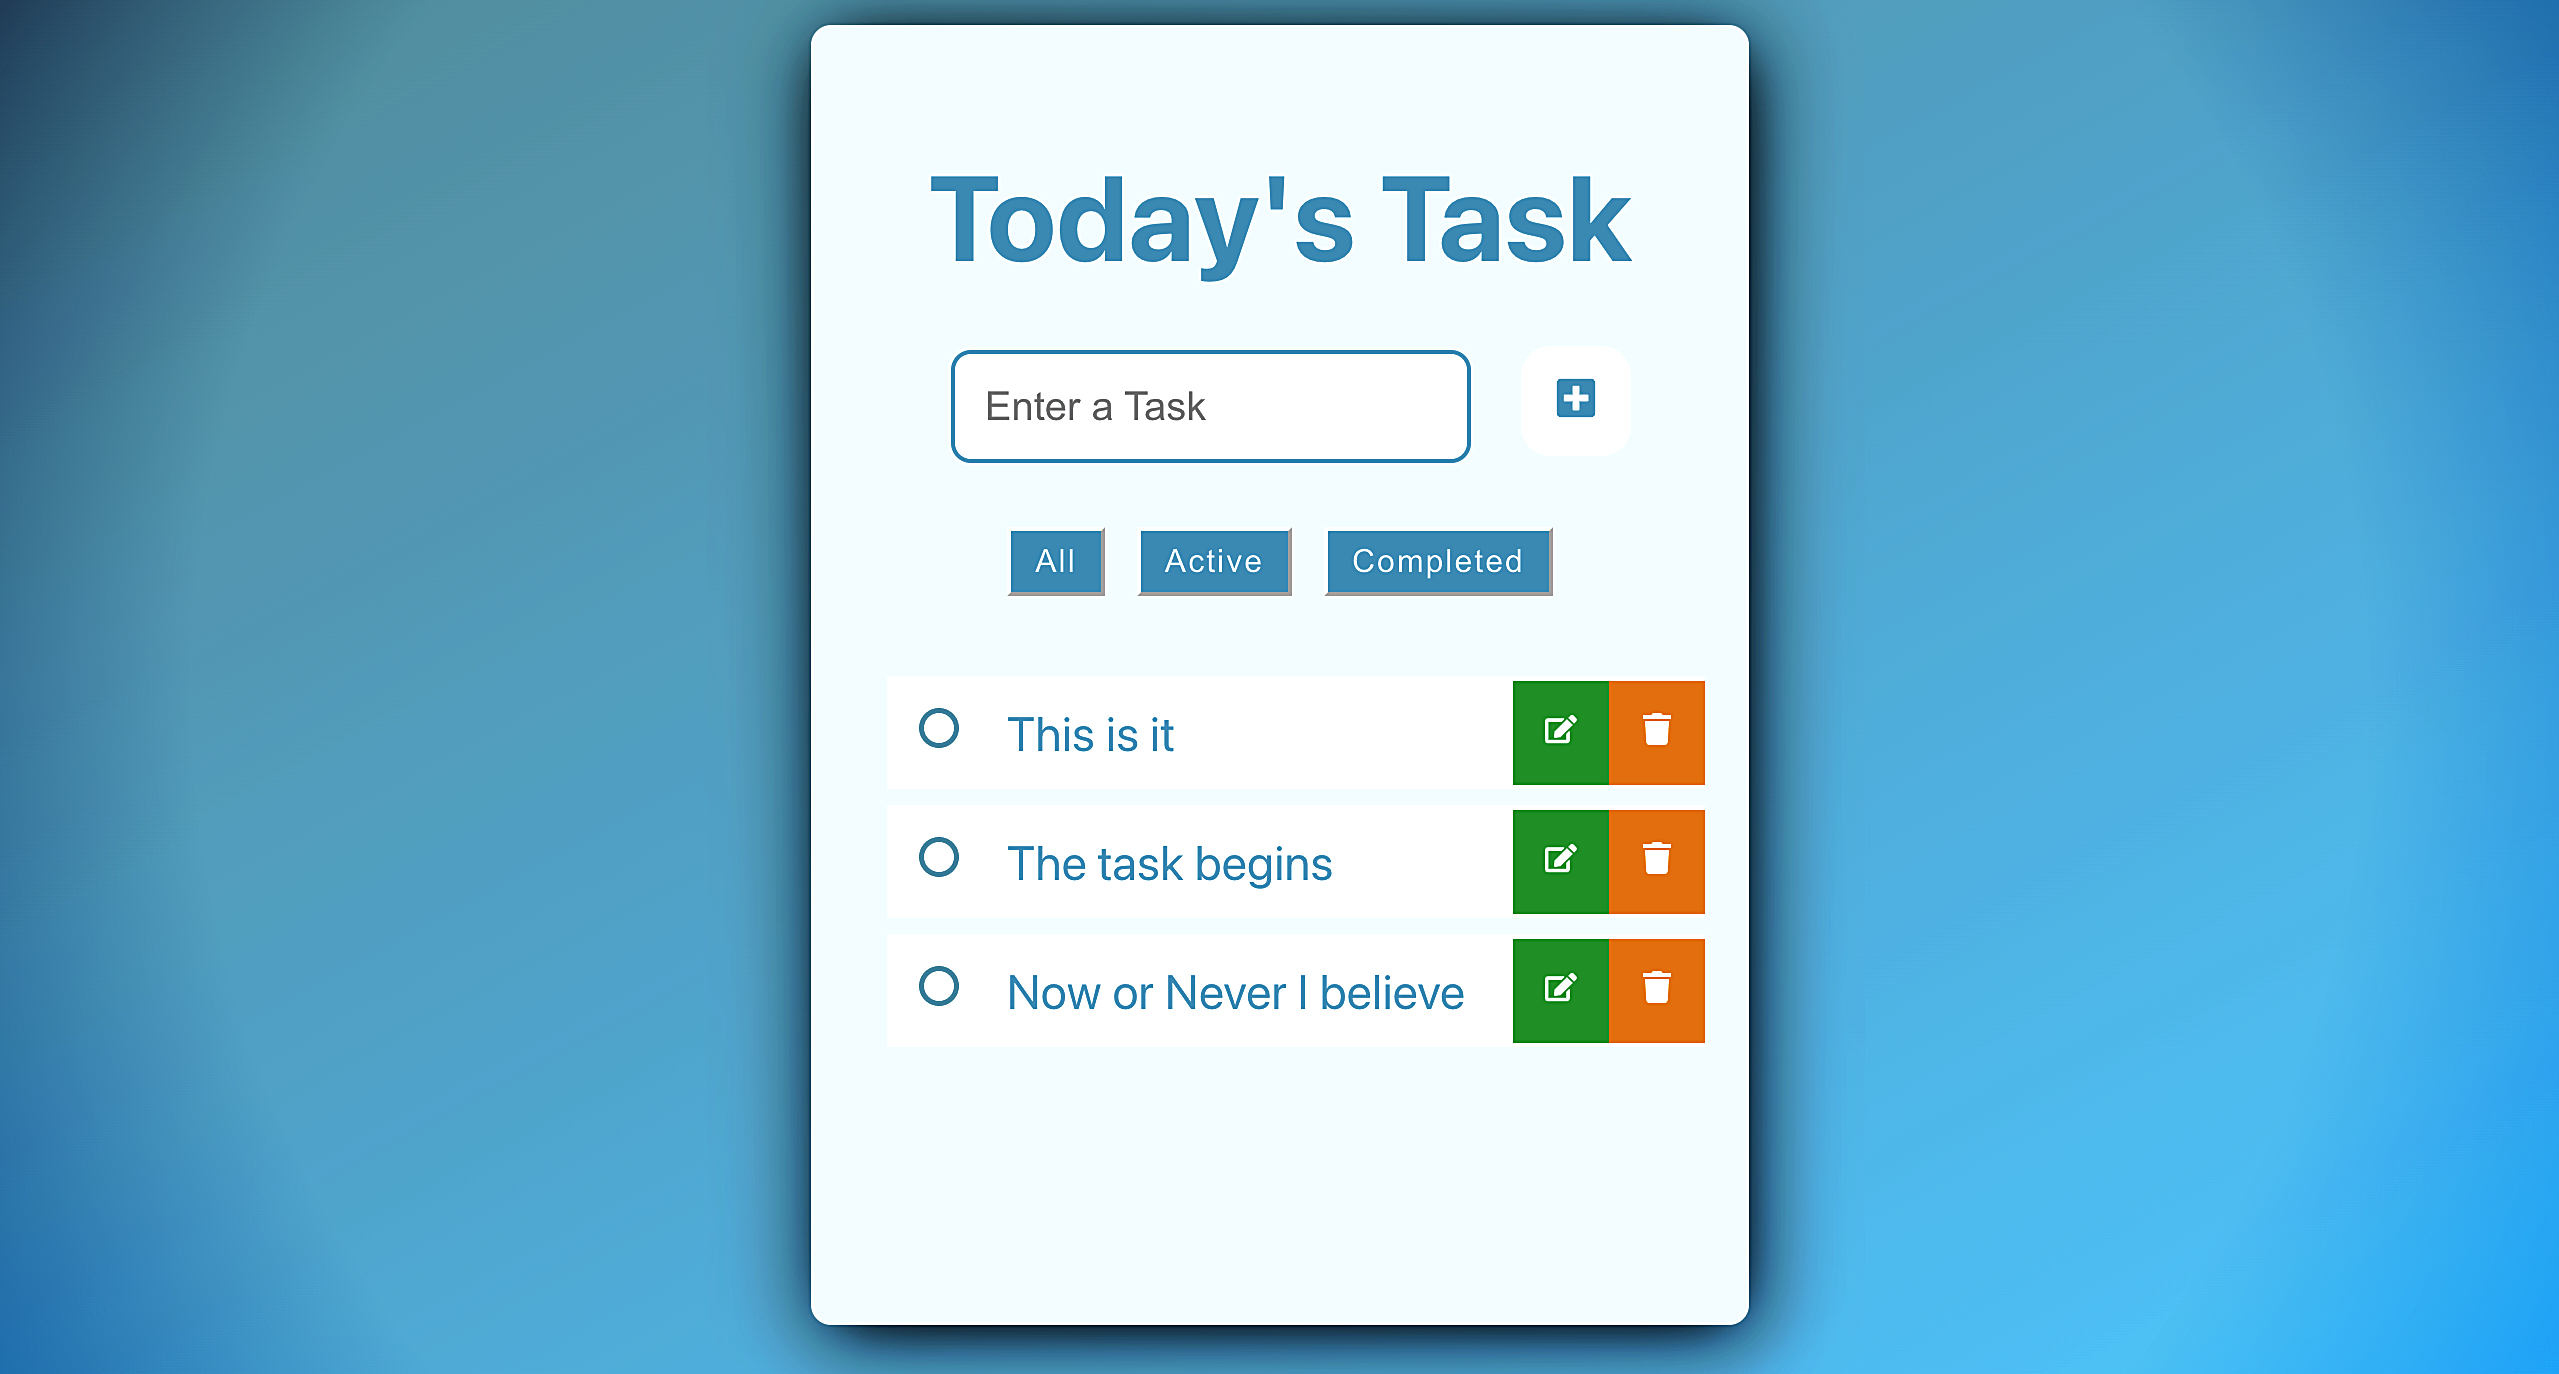 Today's Task
Enter a Task
All Active Completed
This is it
The task begins
Now or Never I believe